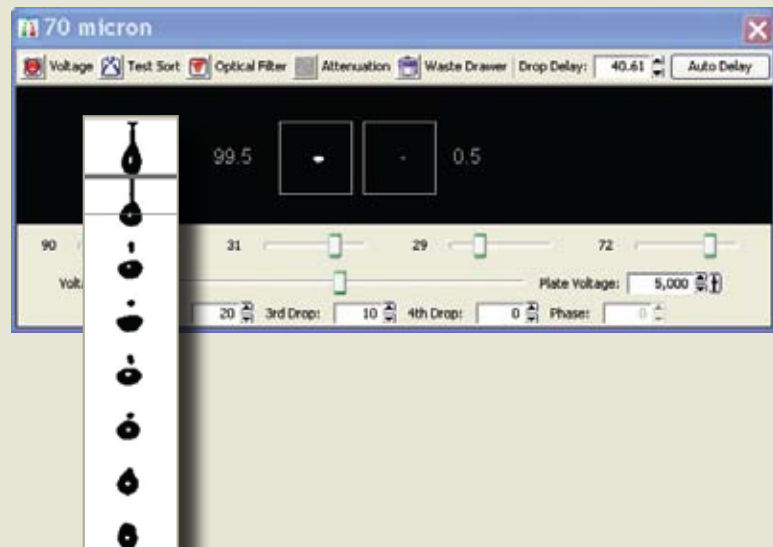 70 micron
Voltage Test Sort Optical Filter Attenuation Waste Drawer Drop Delay: 40.61 Auto Delay
99.5 0.5
90 31 29 72
Plate Voltage: 5,000
20 3rd Drop: 10 4th Drop: 0 Phase: 0